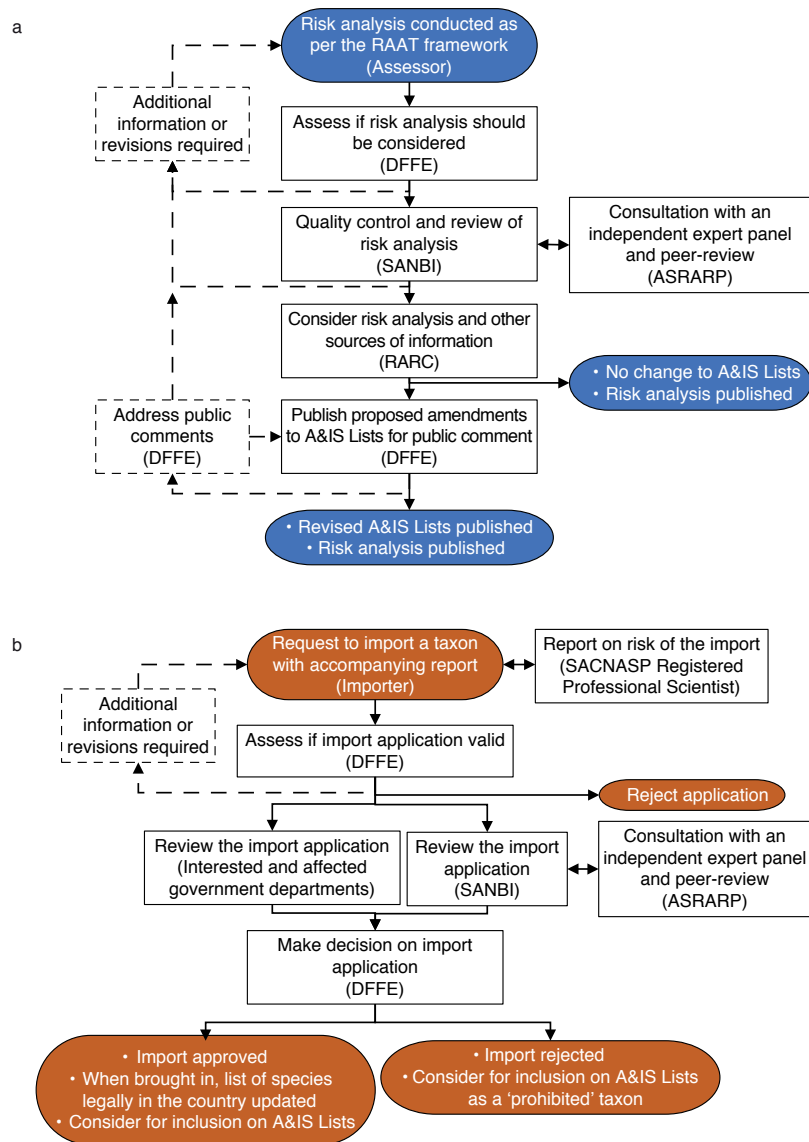 a
Risk analysis conducted as
per the RAAT framework
(Assessor)
Additional
information or
revisions required
Assess if risk analysis should
be considered
(DFFE)
Quality control and review of
risk analysis
(SANBI)
Consultation with an
independent expert panel
and peer-review
(ASRARP)
Consider risk analysis and other
sources of information
(RARC)
• No change to A&IS Lists
• Risk analysis published
Address public
comments
(DFFE)
Publish proposed amendments
to A&IS Lists for public comment
(DFFE)
• Revised A&IS Lists published
• Risk analysis published
b
Request to import a taxon
with accompanying report
(Importer)
Report on risk of the import
(SACNASP Registered
Professional Scientist)
Additional
information or
revisions required
Assess if import application valid
(DFFE)
Reject application
Review the import application
(Interested and affected
government departments)
Review the import
application
(SANBI)
Consultation with an
independent expert panel
and peer-review
(ASRARP)
Make decision on import
application
(DFFE)
• Import approved
• When brought in, list of species
legally in the country updated
• Consider for inclusion on A&IS Lists
• Import rejected
• Consider for inclusion on A&IS Lists
as a ‘prohibited’ taxon